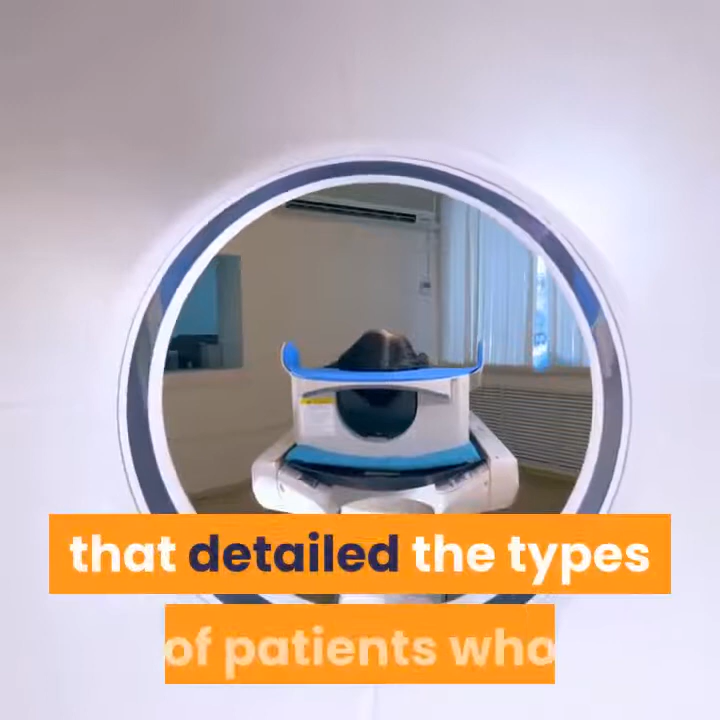 that detailed the types
of patients who